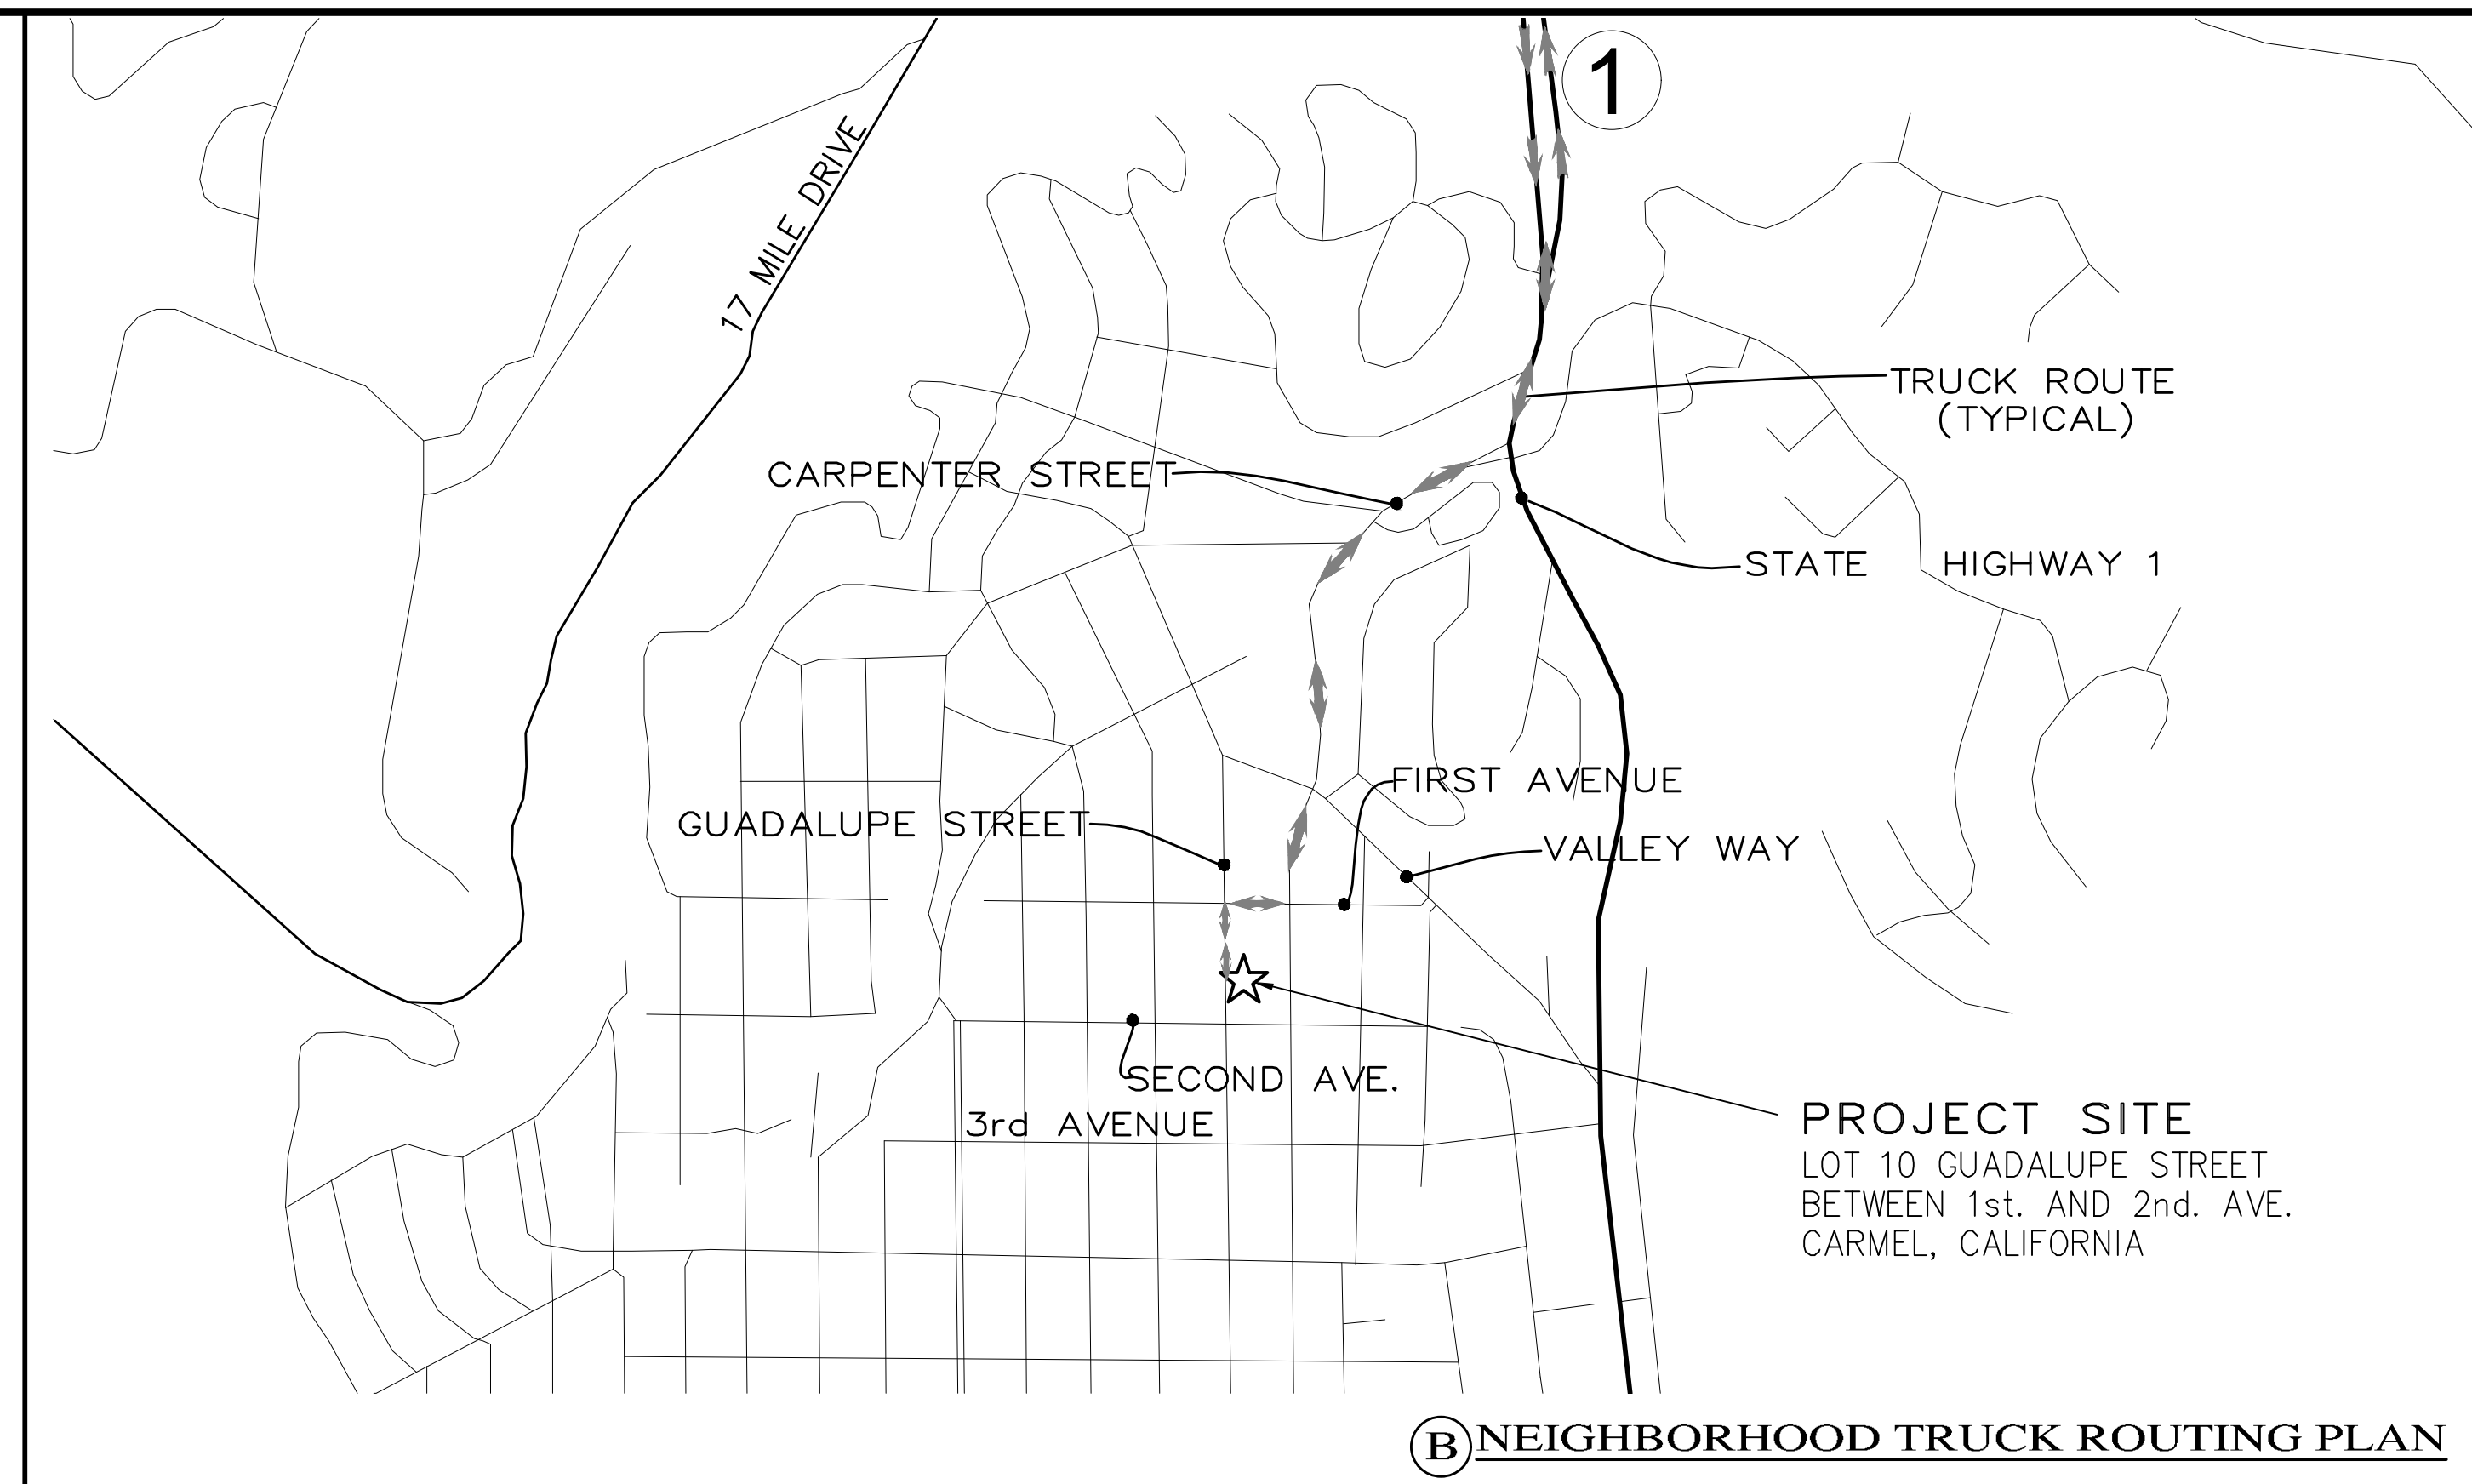 1
17 MILE DRIVE
TRUCK ROUTE
(TYPICAL)
CARPENTER STREET
STATE HIGHWAY 1
FIRST AVENUE
GUADALUPE STREET
VALLEY WAY
SECOND AVE.
3rd AVENUE
PROJECT SITE
LOT 10 GUADALUPE STREET
BETWEEN 1st. AND 2nd. AVE.
CARMEL, CALIFORNIA
B NEIGHBORHOOD TRUCK ROUTING PLAN